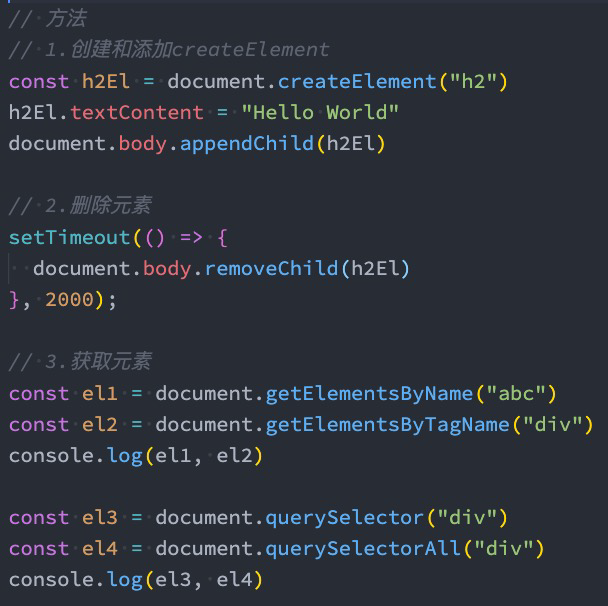 // 方法
// 1.创建和添加createElement
const h2El = document.createElement("h2")
h2El.textContent = "Hello World"
document.body.appendChild(h2El)

// 2.删除元素
setTimeout(() => {
  document.body.removeChild(h2El)
}, 2000);

// 3.获取元素
const el1 = document.getElementsByName("abc")
const el2 = document.getElementsByTagName("div")
console.log(el1, el2)

const el3 = document.querySelector("div")
const el4 = document.querySelectorAll("div")
console.log(el3, el4)